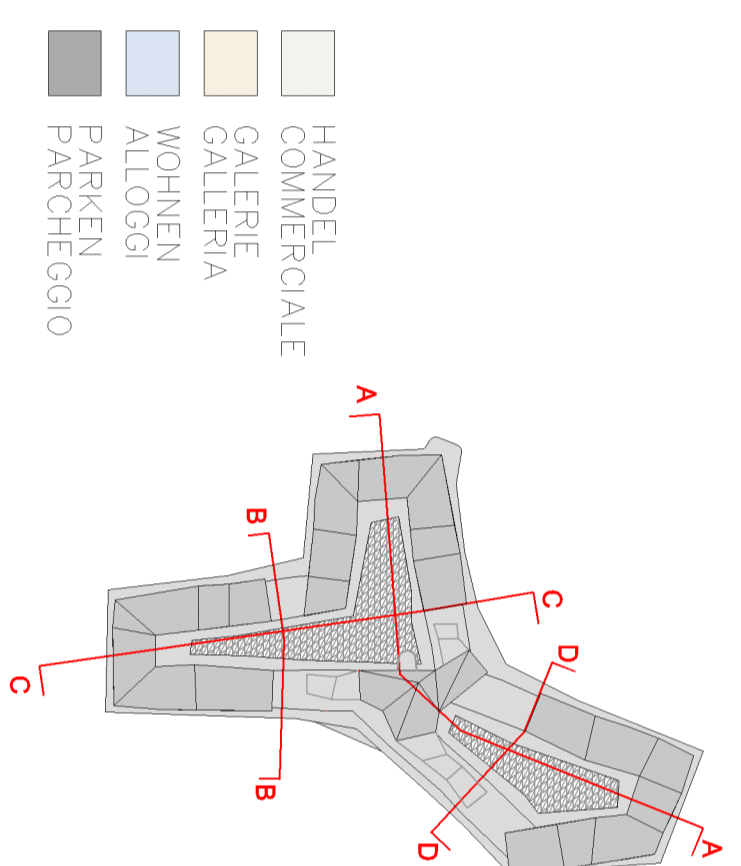 HANDEL
COMMERCIALE
GALERIE
GALLERIA
WOHNEN
ALLOGGI
PARKEN
PARCHEGGIO
A
B
C
D
C
B
D
A